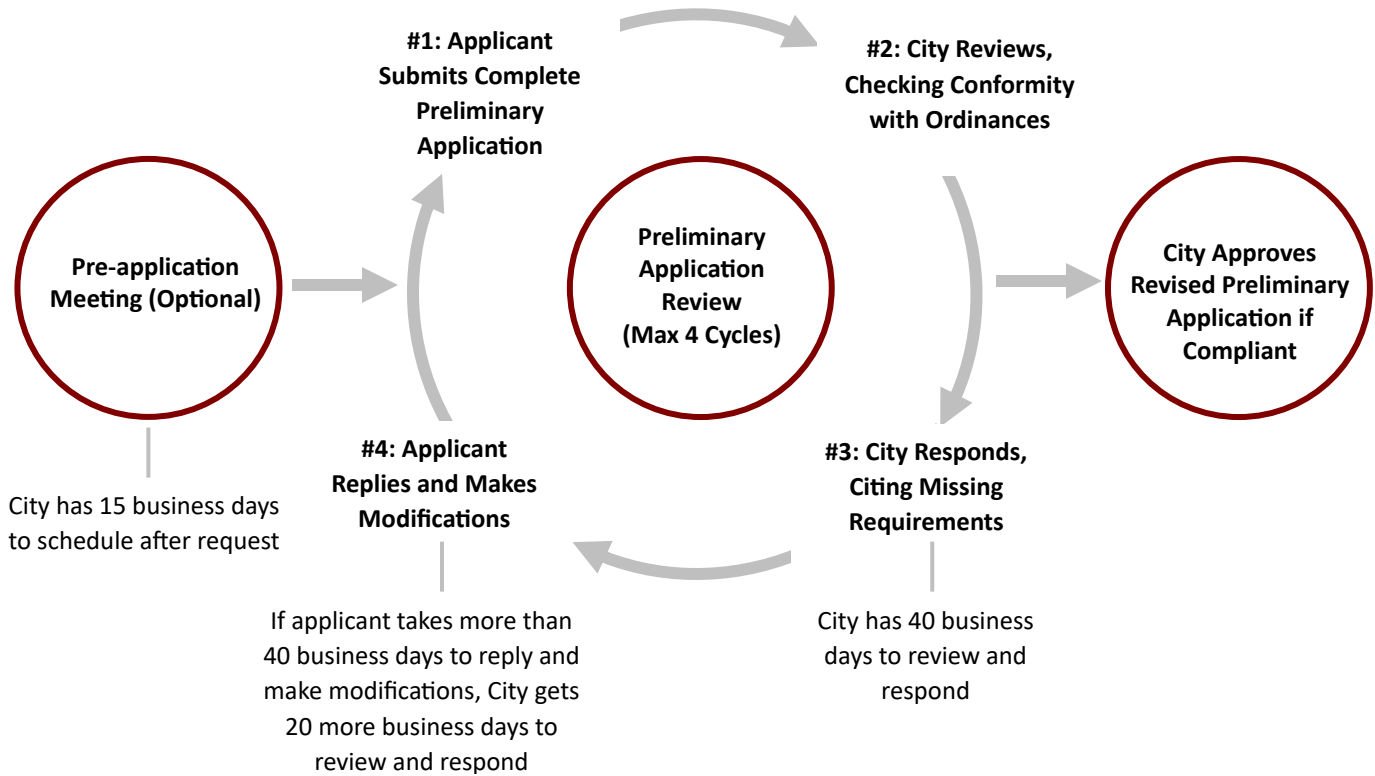 #1: Applicant
Submits Complete
Preliminary
Application
#2: City Reviews,
Checking Conformity
with Ordinances
Pre-application
Meeting (Optional)
Preliminary
Application
Review
(Max 4 Cycles)
City Approves
Revised Preliminary
Application if
Compliant
#4: Applicant
Replies and Makes
Modifications
#3: City Responds,
Citing Missing
Requirements
City has 15 business days
to schedule after request
If applicant takes more than
40 business days to reply and
make modifications, City gets
20 more business days to
review and respond
City has 40 business
days to review and
respond